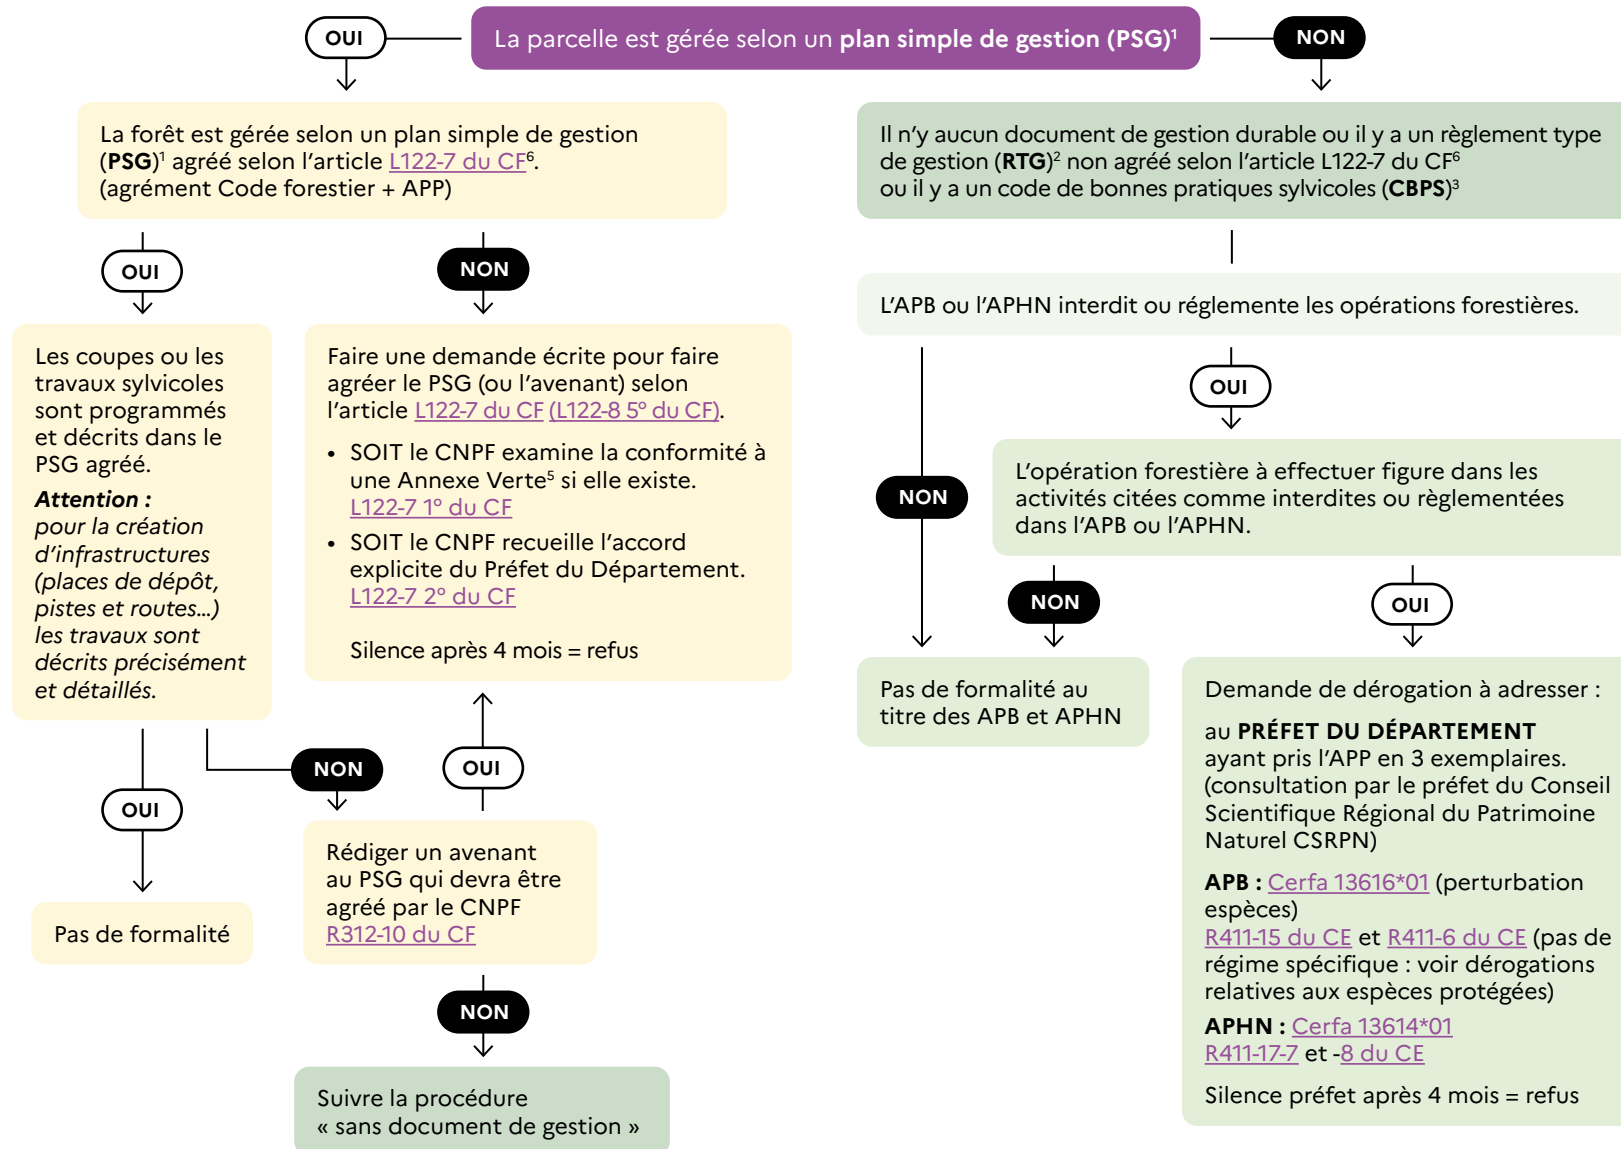 La parcelle est gérée selon un plan simple de gestion (PSG)¹
OUI
NON
La forêt est gérée selon un plan simple de gestion
(PSG)¹ agréé selon l'article L122-7 du CF⁶.
(agrément Code forestier + APP)
OUI
NON
Les coupes ou les
travaux sylvicoles
sont programmés
et décrits dans le
PSG agréé.
Attention :
pour la création
d'infrastructures
(places de dépôt,
pistes et routes...)
les travaux sont
décrits précisément
et détaillés.
Faire une demande écrite pour faire
agréer le PSG (ou l'avenant) selon
l'article L122-7 du CF (L122-8 5° du CF).
• SOIT le CNPF examine la conformité à
une Annexe Verte⁵ si elle existe.
L122-7 1° du CF
• SOIT le CNPF recueille l'accord
explicite du Préfet du Département.
L122-7 2° du CF
Silence après 4 mois = refus
OUI
NON
OUI
Pas de formalité
Rédiger un avenant
au PSG qui devra être
agréé par le CNPF
R312-10 du CF
NON
Suivre la procédure
« sans document de gestion »
Il n'y aucun document de gestion durable ou il y a un règlement type
de gestion (RTG)² non agréé selon l'article L122-7 du CF⁶
ou il y a un code de bonnes pratiques sylvicoles (CBPS)³
L'APB ou l'APHN interdit ou réglemente les opérations forestières.
NON
OUI
L'opération forestière à effectuer figure dans les
activités citées comme interdites ou règlementées
dans l'APB ou l'APHN.
NON
OUI
Pas de formalité au
titre des APB et APHN
Demande de dérogation à adresser :
au PRÉFET DU DÉPARTEMENT
ayant pris l'APP en 3 exemplaires.
(consultation par le préfet du Conseil
Scientifique Régional du Patrimoine
Naturel CSRPN)
APB : Cerfa 13616*01 (perturbation
espèces)
R411-15 du CE et R411-6 du CE (pas de
régime spécifique : voir dérogations
relatives aux espèces protégées)
APHN : Cerfa 13614*01
R411-17-7 et -8 du CE
Silence préfet après 4 mois = refus